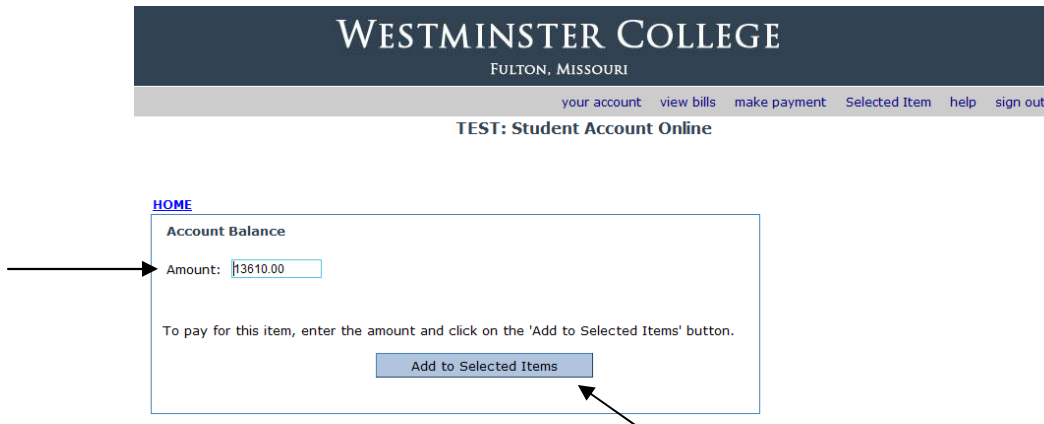 WESTMINSTER COLLEGE
FULTON, MISSOURI
your account view bills make payment Selected Item help sign out
TEST: Student Account Online
HOME
Account Balance
Amount: 13610.00
To pay for this item, enter the amount and click on the 'Add to Selected Items' button.
Add to Selected Items